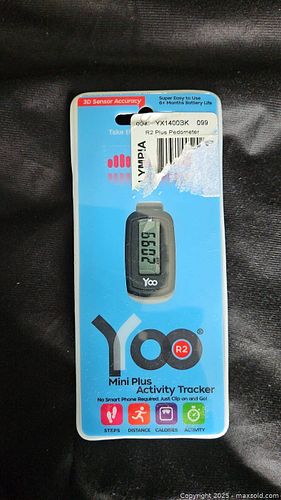 3D Sensor Accuracy
Super Easy to Use
6+ Months Battery Life
YX1400BK 099
R2 Plus Pedometer
Take
LYMPIA
Yoo
Yoo®
R2
Mini Plus
Activity Tracker
No Smart Phone Required. Just Clip on and Go!
STEPS DISTANCE CALORIES ACTIVITY
Copyright © 2025 - maxsold.com